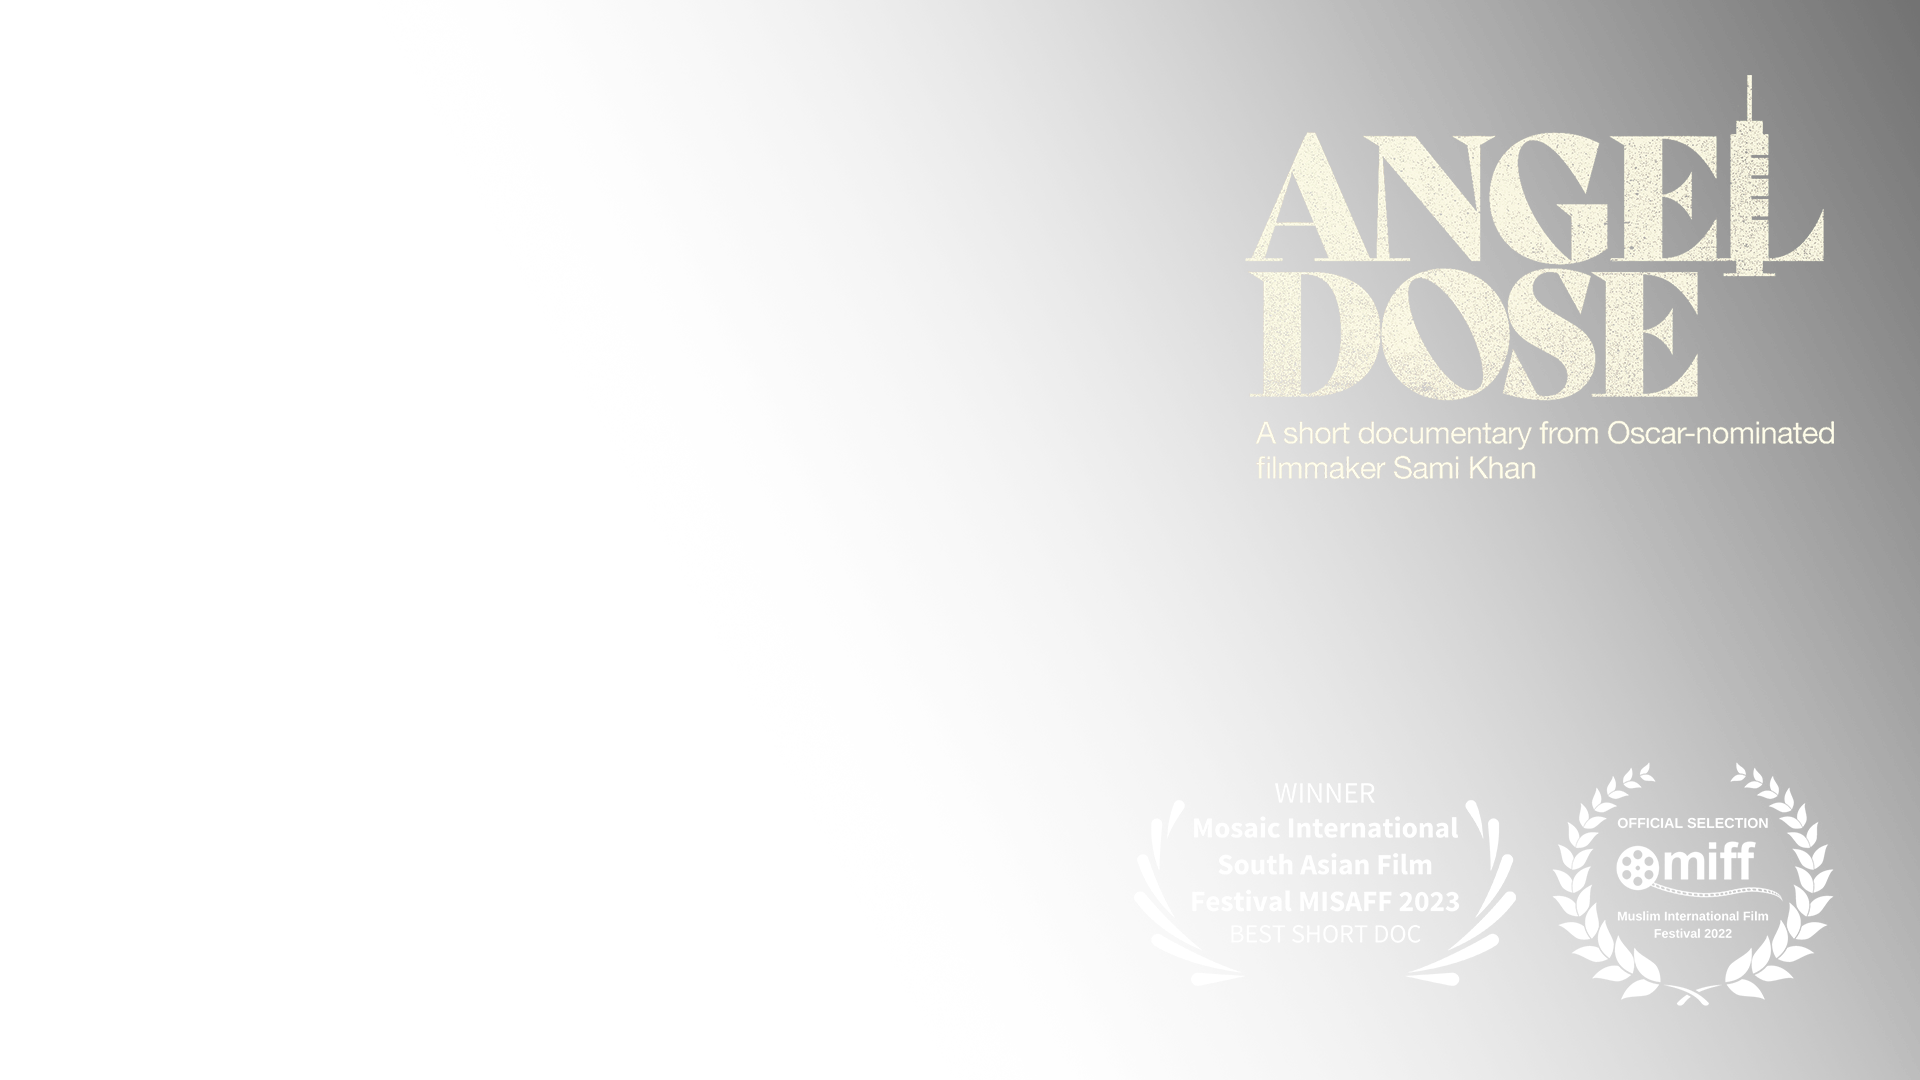 ANGEL
DOSE
A short documentary from Oscar-nominated
filmmaker Sami Khan
WINNER
Mosaic International
South Asian Film
Festival MISAFF 2023
BEST SHORT DOC
OFFICIAL SELECTION
miff
Muslim International Film
Festival 2022